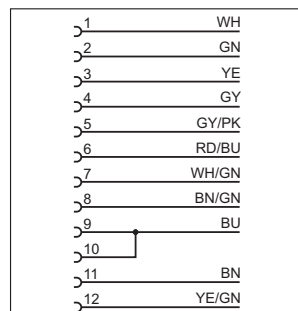 1 WH
2 GN
3 YE
4 GY
5 GY/PK
6 RD/BU
7 WH/GN
8 BN/GN
9 BU
10
11 BN
12 YE/GN